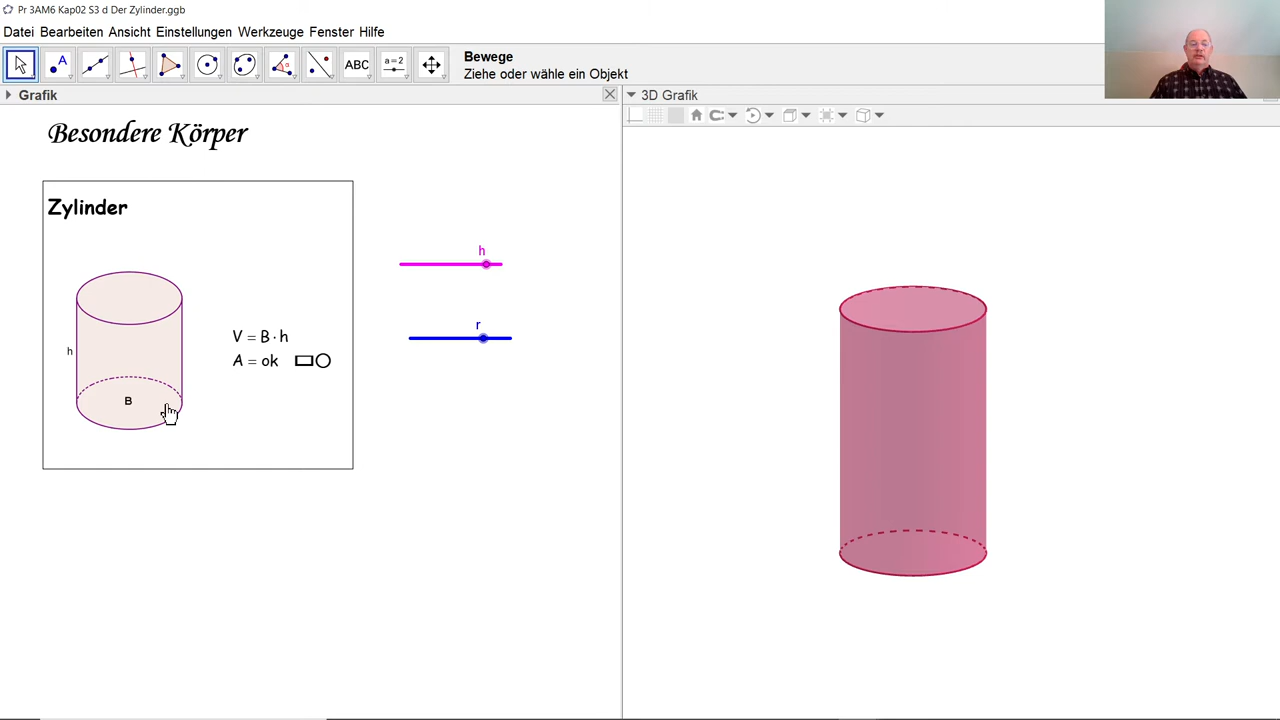 Pr 3AM6 Kap02 S3 d Der Zylinder.ggb
Datei Bearbeiten Ansicht Einstellungen Werkzeuge Fenster Hilfe
A
ABC
a=2
Bewege
Ziehe oder wähle ein Objekt
Grafik
3D Grafik
Besondere Körper
Zylinder
h
B
V = B · h
A = ok
h
r